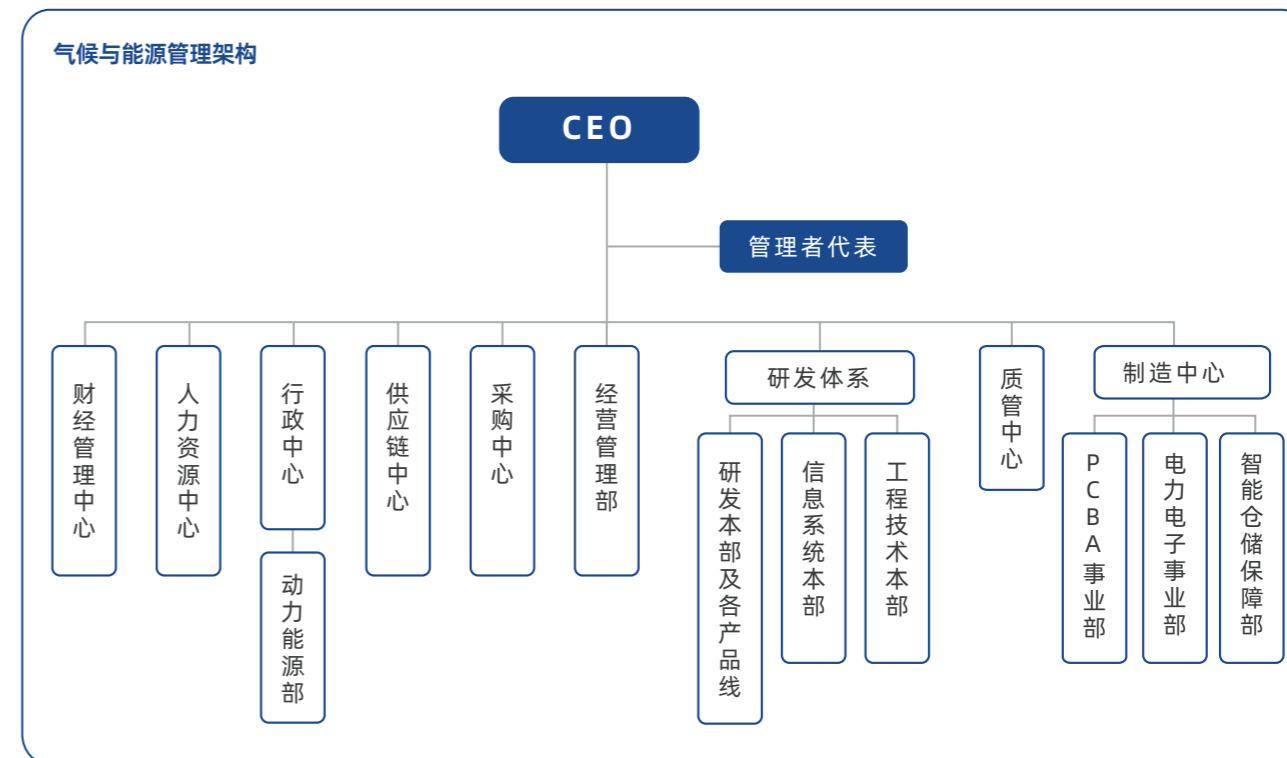 气候与能源管理架构
CEO
管理者代表
财经管理中心
人力资源中心
行政中心
供应链中心
采购中心
经营管理部
研发体系
质管中心
制造中心
动力能源部
研发本部及各产品线
信息系统本部
工程技术本部
PCBA事业部
电力电子事业部
智能仓储保障部